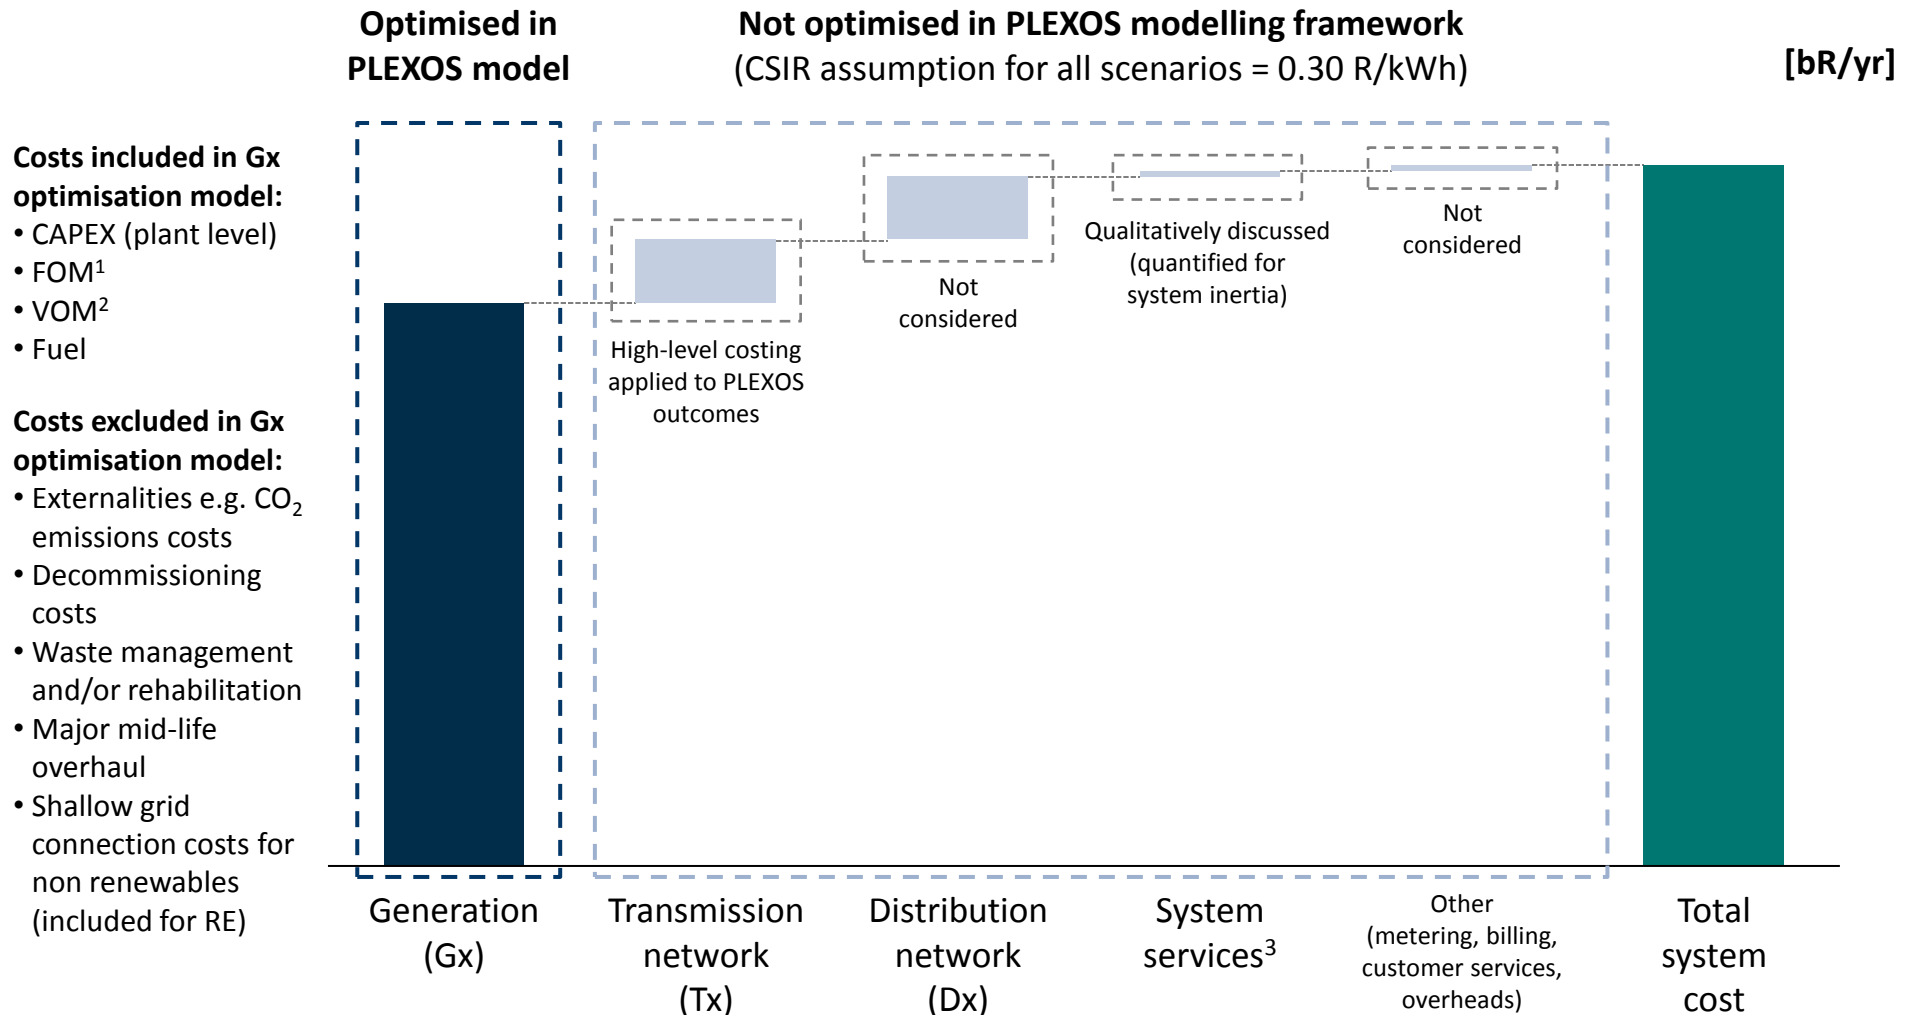 Optimised in
PLEXOS model
Not optimised in PLEXOS modelling framework
(CSIR assumption for all scenarios = 0.30 R/kWh)
[bR/yr]
Costs included in Gx
optimisation model:
• CAPEX (plant level)
• FOM¹
• VOM²
• Fuel
Costs excluded in Gx
optimisation model:
• Externalities e.g. CO₂
emissions costs
• Decommissioning
costs
• Waste management
and/or rehabilitation
• Major mid-life
overhaul
• Shallow grid
connection costs for
non renewables
(included for RE)
High-level costing
applied to PLEXOS
outcomes
Not
considered
Qualitatively discussed
(quantified for
system inertia)
Not
considered
Generation
(Gx)
Transmission
network
(Tx)
Distribution
network
(Dx)
System
services³
Other
(metering, billing,
customer services,
overheads)
Total
system
cost